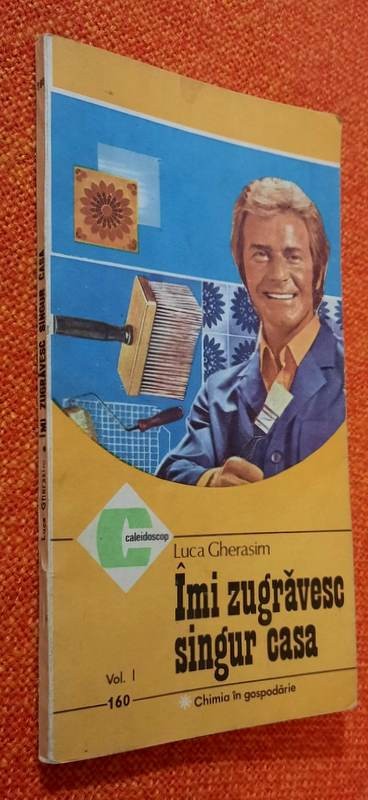 Luca Gherasim • ÎMI ZUGRĂVESC SINGUR CASA
C
caleidoscop
Luca Gherasim
Îmi zugrăvesc
singur casa
Vol. I
160
Chimia în gospodărie